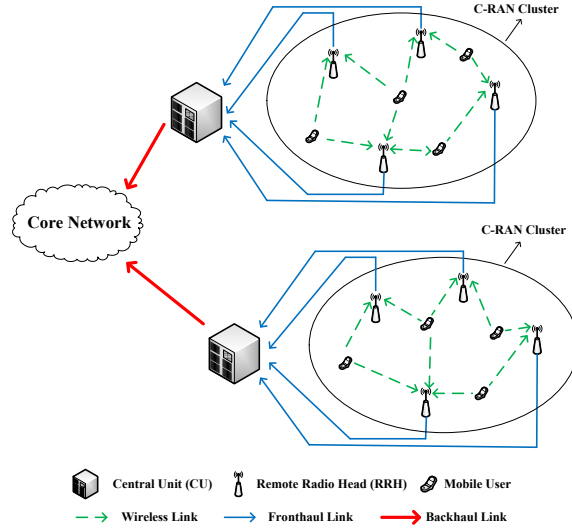 C-RAN Cluster
Core Network
C-RAN Cluster
Central Unit (CU) Remote Radio Head (RRH) Mobile User
Wireless Link Fronthaul Link Backhaul Link